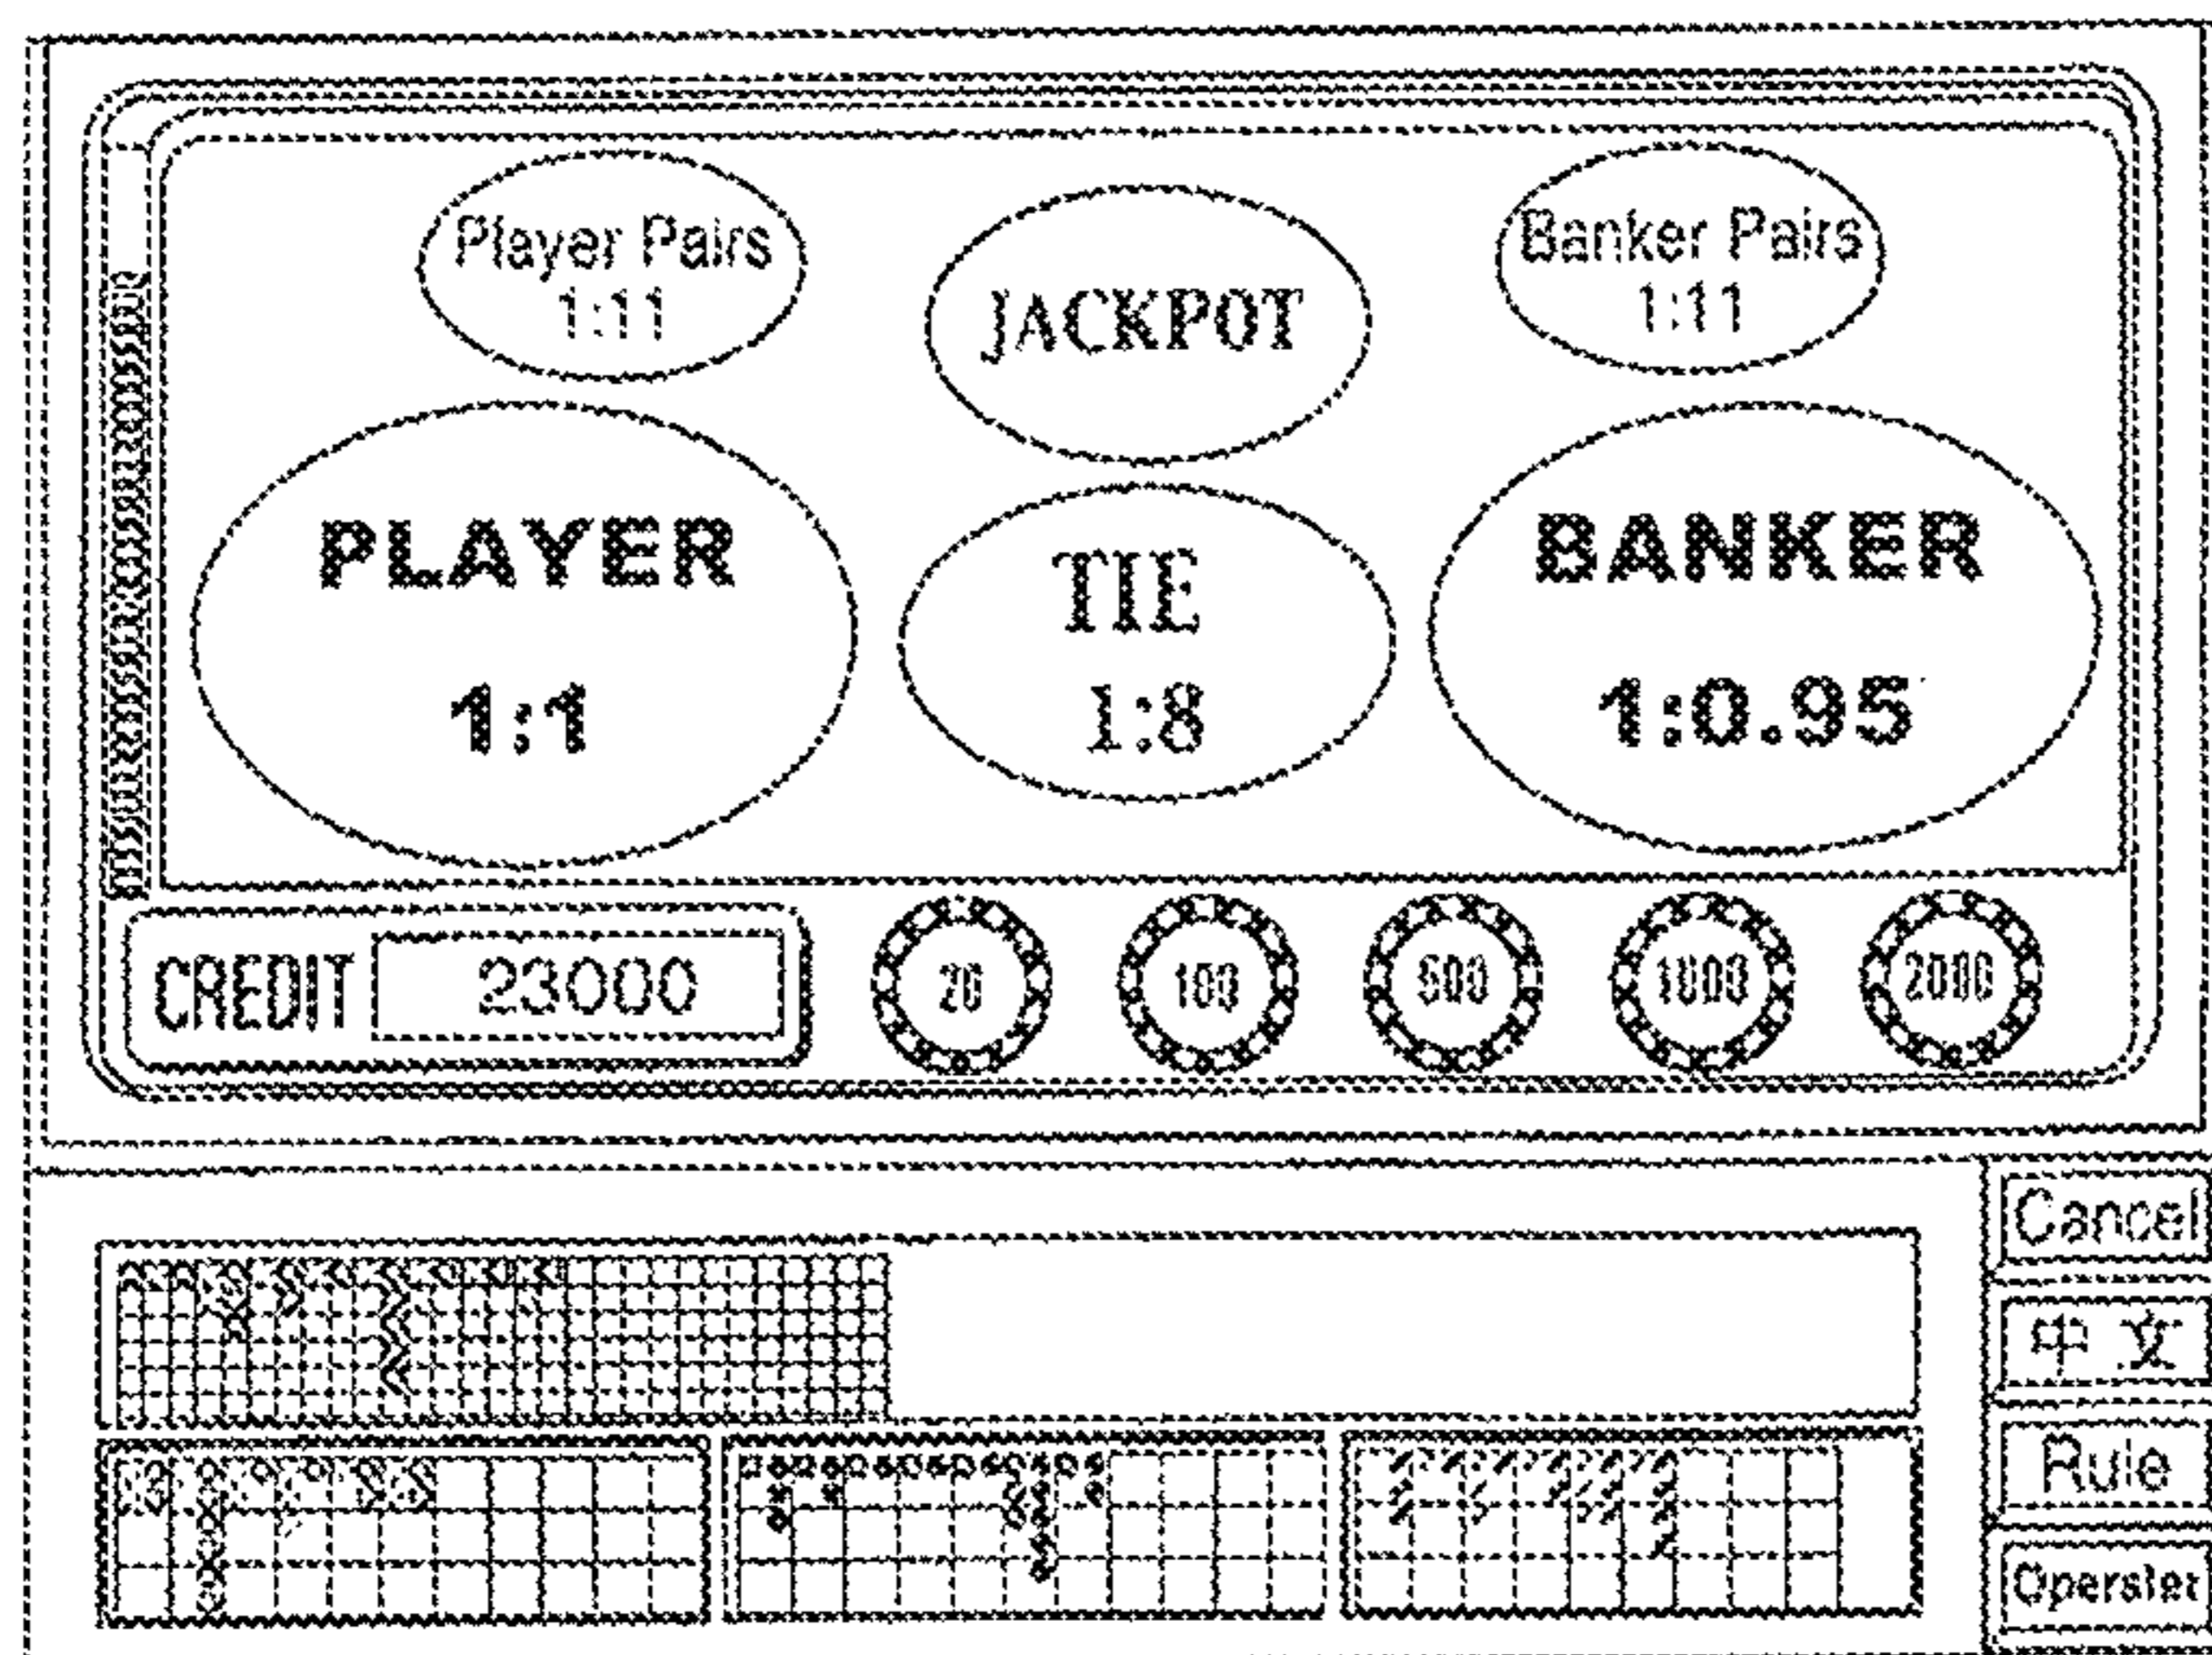 Player Pairs
1:11
JACKPOT
Banker Pairs
1:11
PLAYER
1:1
TIE
1:8
BANKER
1:0.95
CREDIT 23000
20
100
500
1000
2000
Cancel
中文
Rule